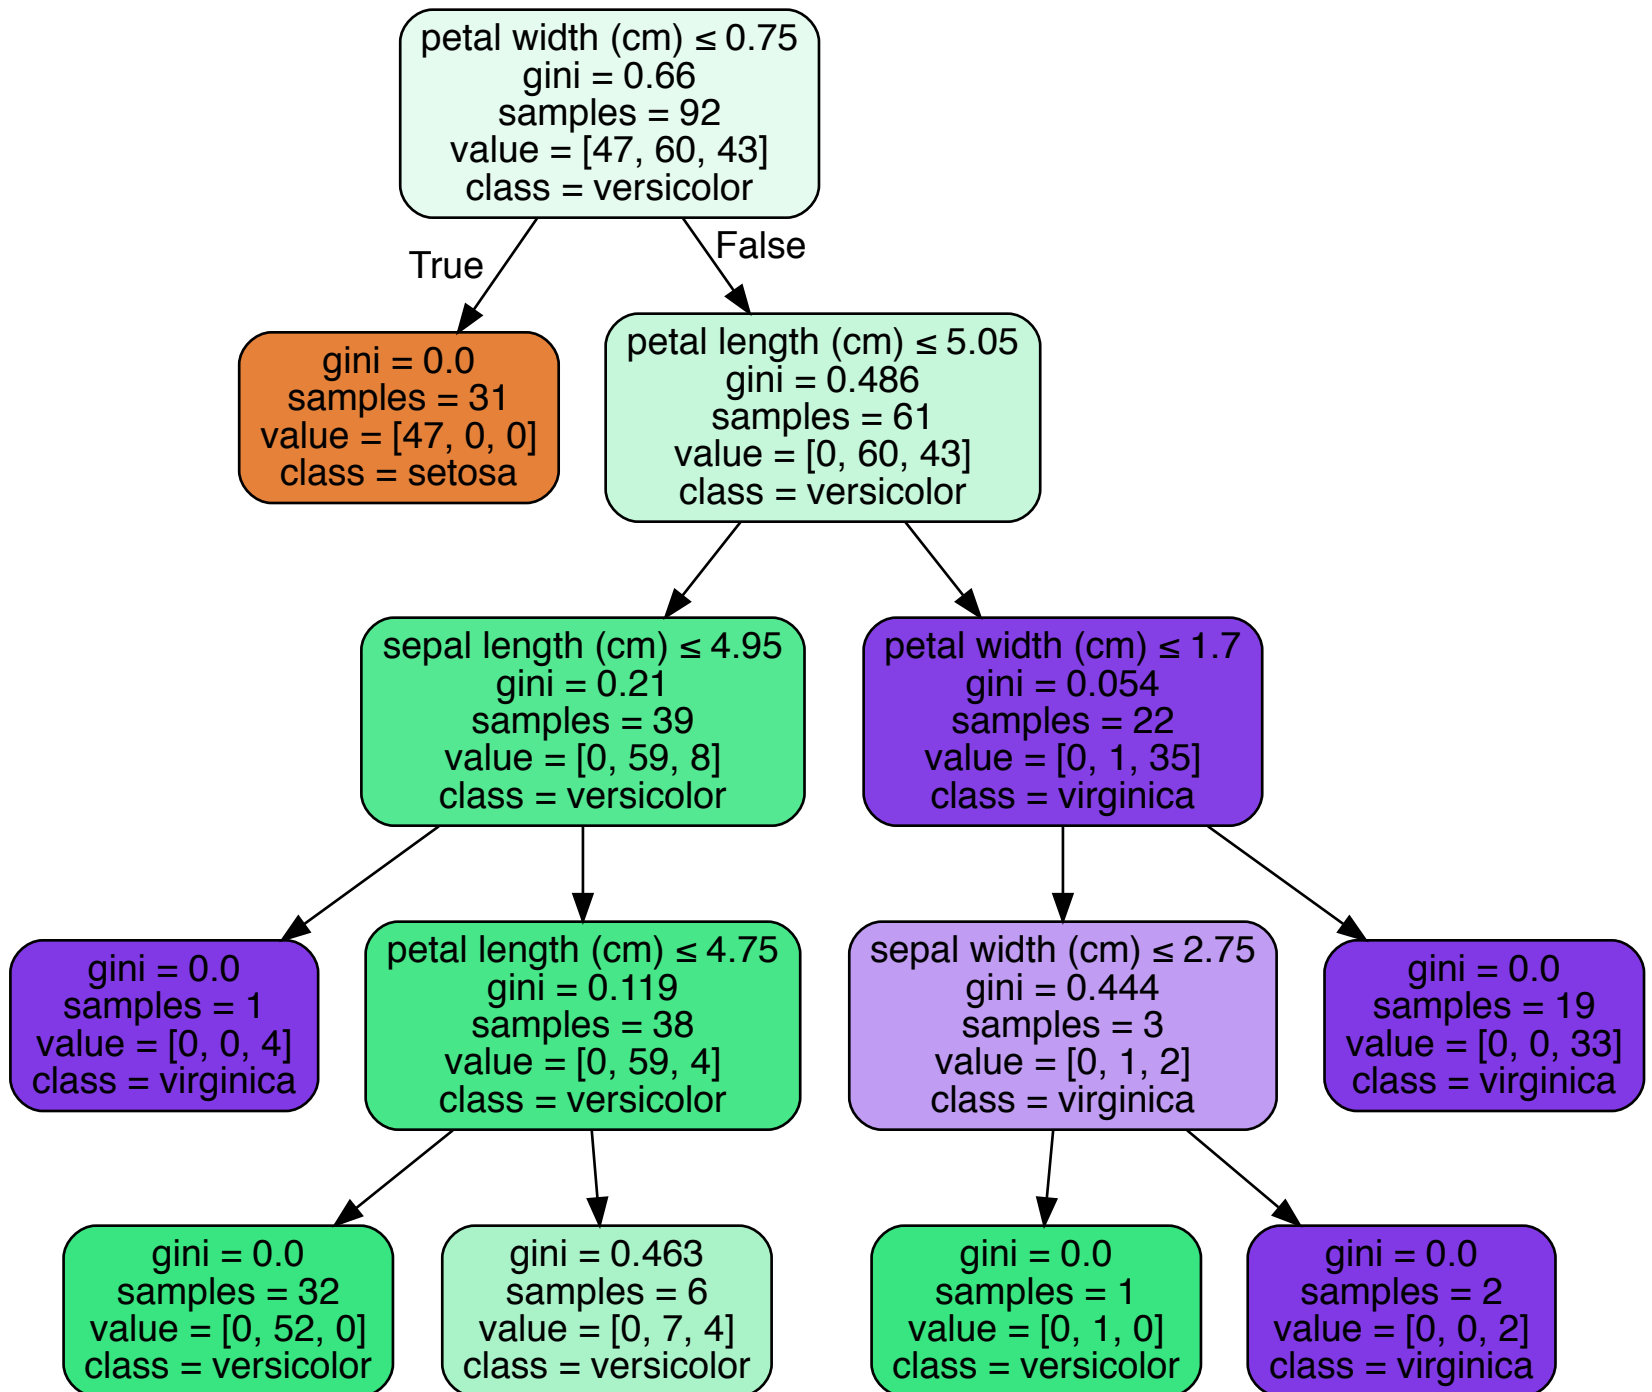 petal width (cm) ≤ 0.75
gini = 0.66
samples = 92
value = [47, 60, 43]
class = versicolor
True
False
gini = 0.0
samples = 31
value = [47, 0, 0]
class = setosa
petal length (cm) ≤ 5.05
gini = 0.486
samples = 61
value = [0, 60, 43]
class = versicolor
sepal length (cm) ≤ 4.95
gini = 0.21
samples = 39
value = [0, 59, 8]
class = versicolor
petal width (cm) ≤ 1.7
gini = 0.054
samples = 22
value = [0, 1, 35]
class = virginica
gini = 0.0
samples = 1
value = [0, 0, 4]
class = virginica
petal length (cm) ≤ 4.75
gini = 0.119
samples = 38
value = [0, 59, 4]
class = versicolor
sepal width (cm) ≤ 2.75
gini = 0.444
samples = 3
value = [0, 1, 2]
class = virginica
gini = 0.0
samples = 19
value = [0, 0, 33]
class = virginica
gini = 0.0
samples = 32
value = [0, 52, 0]
class = versicolor
gini = 0.463
samples = 6
value = [0, 7, 4]
class = versicolor
gini = 0.0
samples = 1
value = [0, 1, 0]
class = versicolor
gini = 0.0
samples = 2
value = [0, 0, 2]
class = virginica